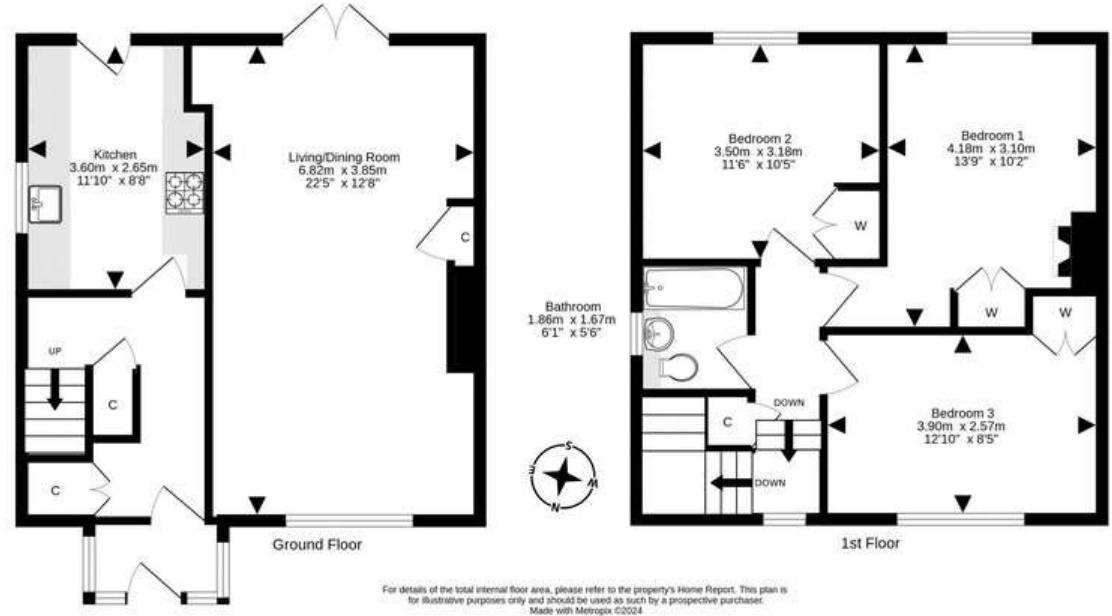 Kitchen
3.60m x 2.65m
11'10" x 8'8"
Living/Dining Room
6.82m x 3.85m
22'5" x 12'8"
C
UP
C
C
Ground Floor
Bedroom 2
3.50m x 3.18m
11'6" x 10'5"
Bedroom 1
4.18m x 3.10m
13'9" x 10'2"
W
W
W
Bathroom
1.86m x 1.67m
6'1" x 5'6"
DOWN
C
DOWN
Bedroom 3
3.90m x 2.57m
12'10" x 8'5"
S
E
W
N
1st Floor
For details of the total internal floor area, please refer to the property's Home Report. This plan is
for illustrative purposes only and should be used as such by a prospective purchaser.
Made with Metropix ©2024